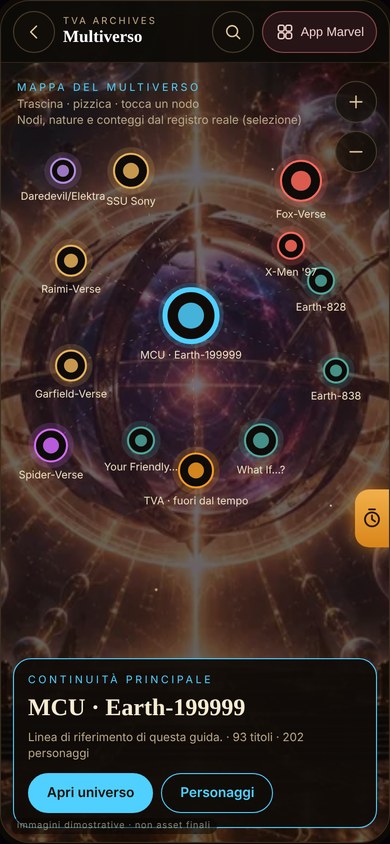 TVA ARCHIVES
Multiverso
App Marvel
MAPPA DEL MULTIVERSO
Trascina · pizzica · tocca un nodo
Nodi, nature e conteggi dal registro reale (selezione)
Daredevil/Elektra
SSU Sony
Fox-Verse
X-Men '97
Raimi-Verse
Earth-828
MCU · Earth-199999
Garfield-Verse
Earth-838
Spider-Verse
Your Friendly...
What If...?
TVA · fuori dal tempo
CONTINUITÀ PRINCIPALE
MCU · Earth-199999
Linea di riferimento di questa guida. · 93 titoli · 202
personaggi
Apri universo
Personaggi
Immagini dimostrative · non asset finali